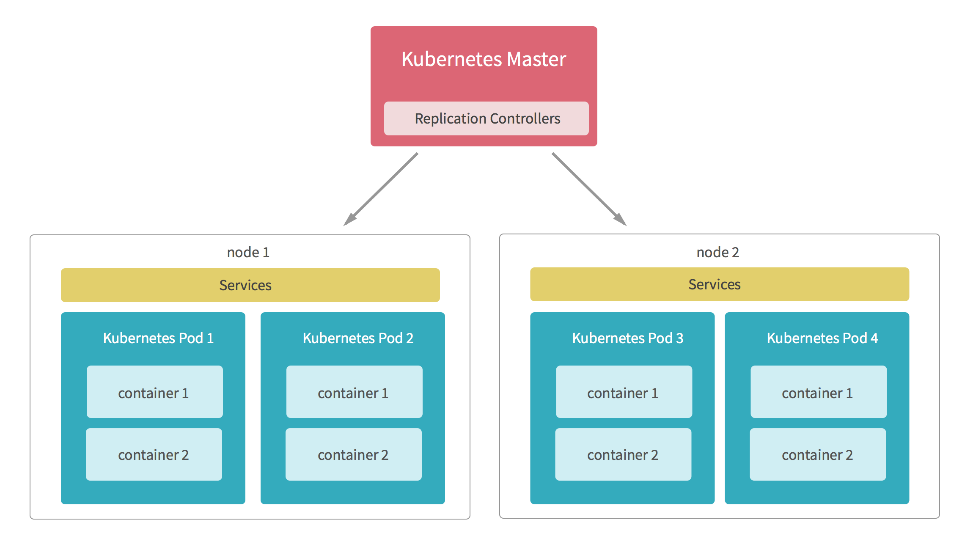 Kubernetes Master
Replication Controllers
node 1
Services
Kubernetes Pod 1
Kubernetes Pod 2
container 1
container 1
container 2
container 2
node 2
Services
Kubernetes Pod 3
Kubernetes Pod 4
container 1
container 1
container 2
container 2